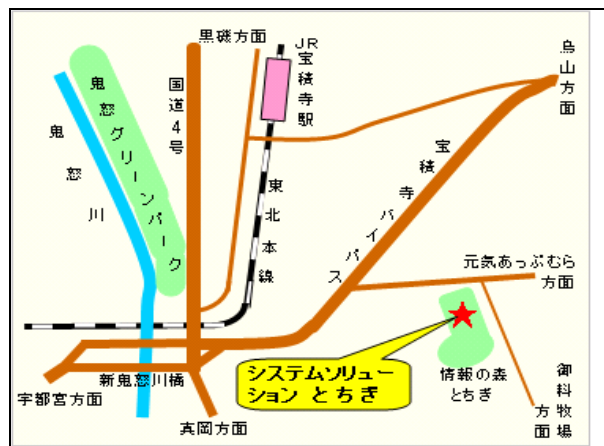 黒磯方面
JR宝積寺駅
烏山方面
国道4号
鬼怒グリーンパーク
鬼怒川
宝積寺バイパス
東北本線
元気あっぷむら
方面
システムソリュー
ション とちぎ
情報の森
とちぎ
御料牧場
方面
新鬼怒川橋
宇都宮方面
真岡方面